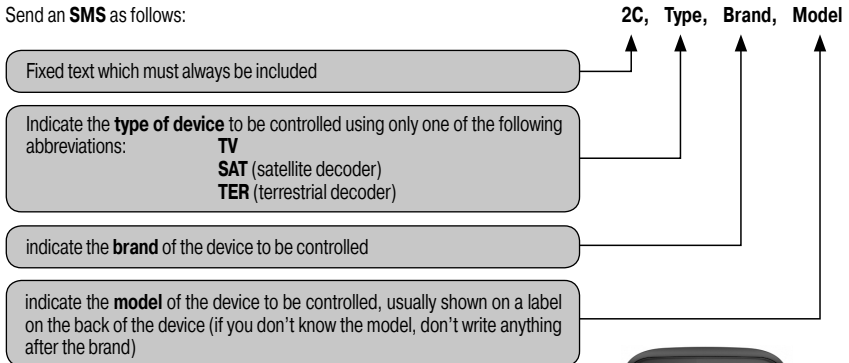 Send an SMS as follows:
2C, Type, Brand, Model
Fixed text which must always be included
Indicate the type of device to be controlled using only one of the following
abbreviations: TV
SAT (satellite decoder)
TER (terrestrial decoder)
indicate the brand of the device to be controlled
indicate the model of the device to be controlled, usually shown on a label
on the back of the device (if you don't know the model, don't write anything
after the brand)